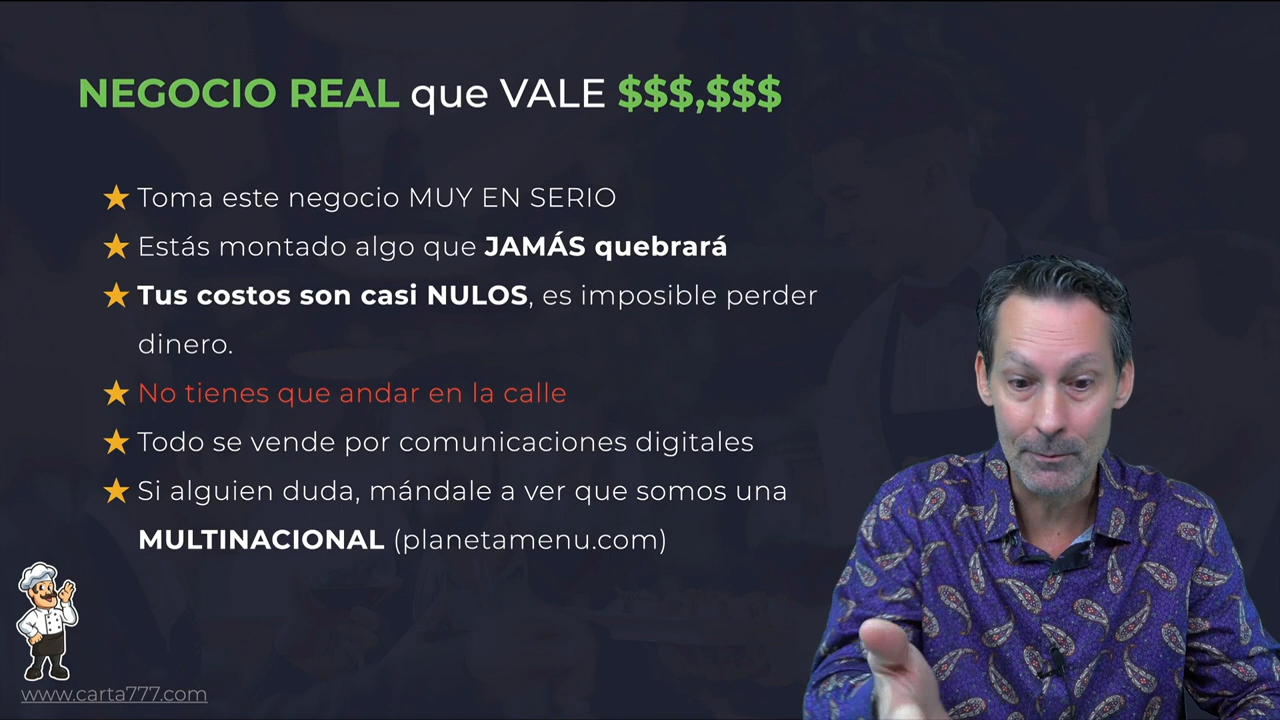 NEGOCIO REAL que VALE $$$,$$$
Toma este negocio MUY EN SERIO
Estás montado algo que JAMÁS quebrará
Tus costos son casi NULOS, es imposible perder
dinero.
No tienes que andar en la calle
Todo se vende por comunicaciones digitales
Si alguien duda, mándale a ver que somos una
MULTINACIONAL (planetamenu.com)
www.carta777.com